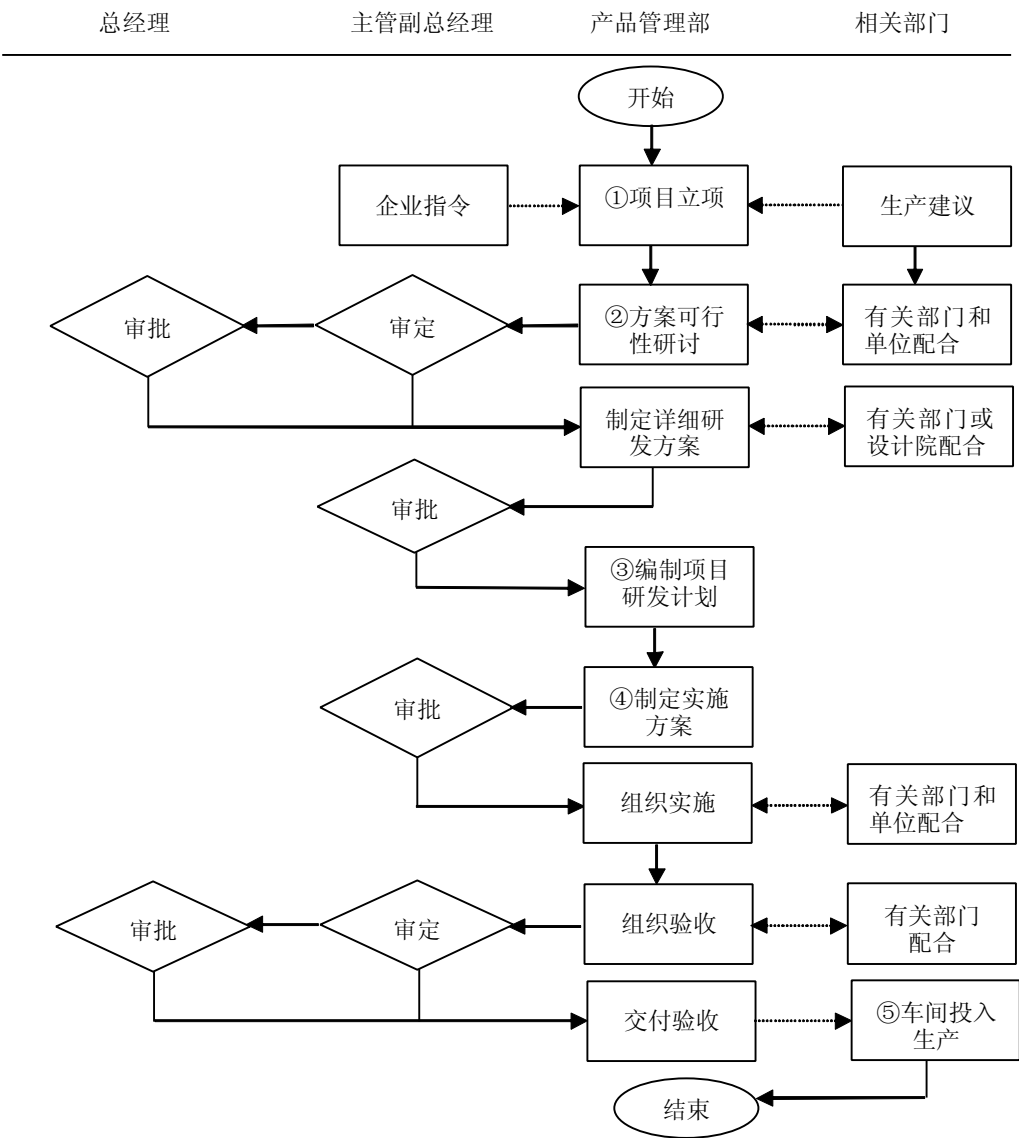 总经理
主管副总经理
产品管理部
相关部门
开始
企业指令
①项目立项
生产建议
审批
审定
②方案可行
性研讨
有关部门和
单位配合
制定详细研
发方案
有关部门或
设计院配合
审批
③编制项目
研发计划
审批
④制定实施
方案
组织实施
有关部门和
单位配合
审批
审定
组织验收
有关部门
配合
交付验收
⑤车间投入
生产
结束